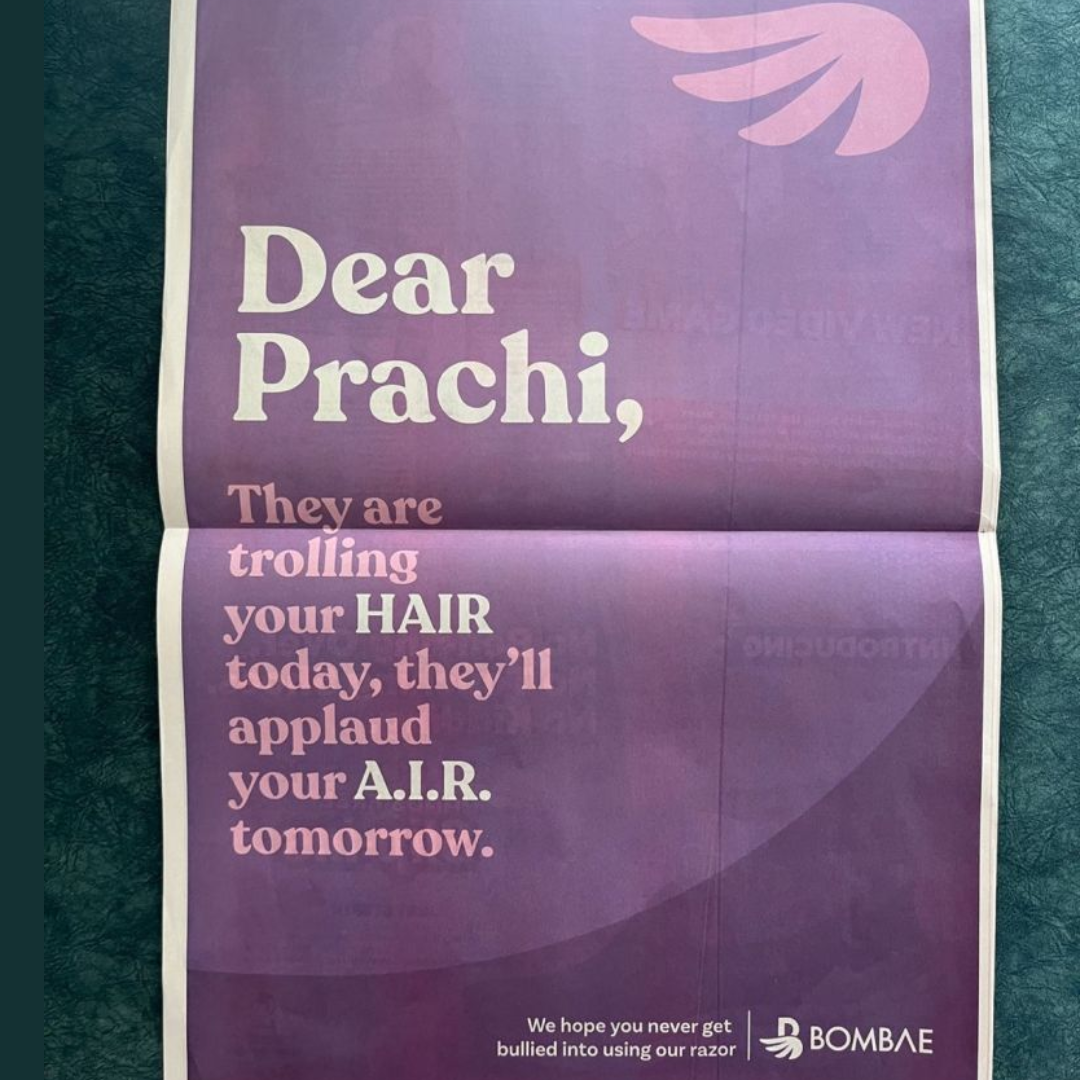 Dear
Prachi,
They are
trolling
your HAIR
today, they'll
applaud
your A.I.R.
tomorrow.
We hope you never get
bullied into using our razor
BOMBAE